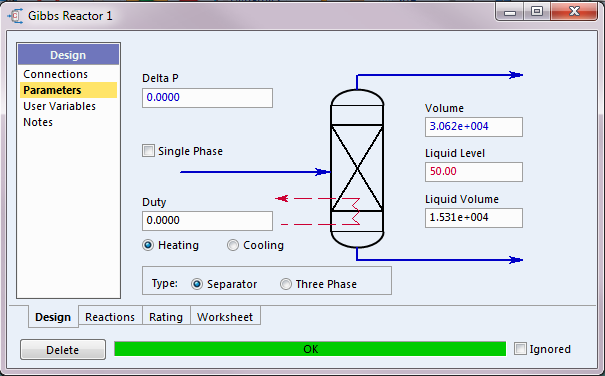 Gibbs Reactor 1
Design
Connections
Parameters
User Variables
Notes
Delta P
0.0000
Single Phase
Duty
0.0000
Heating Cooling
Type: Separator Three Phase
Volume
3.062e+004
Liquid Level
50.00
Liquid Volume
1.531e+004
Design Reactions Rating Worksheet
Delete OK Ignored